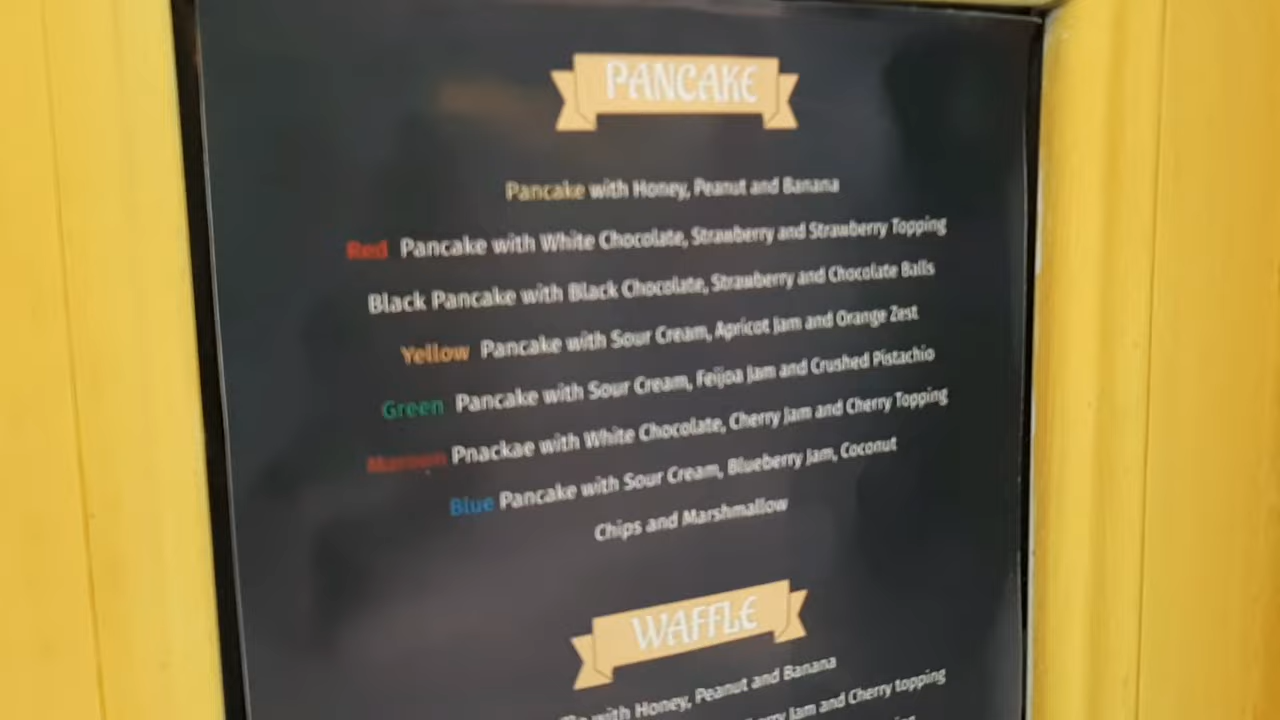 PANCAKE
Pancake with Honey, Peanut and Banana
Red Pancake with White Chocolate, Strawberry and Strawberry Topping
Black Pancake with Black Chocolate, Strawberry and Chocolate Balls
Yellow Pancake with Sour Cream, Apricot Jam and Orange Zest
Green Pancake with Sour Cream, Feijoa Jam and Crushed Pistachio
Maroon Pnackae with White Chocolate, Cherry Jam and Cherry Topping
Blue Pancake with Sour Cream, Blueberry Jam, Coconut
Chips and Marshmallow
WAFFLE
with Honey, Peanut and Banana
Jam and Cherry topping